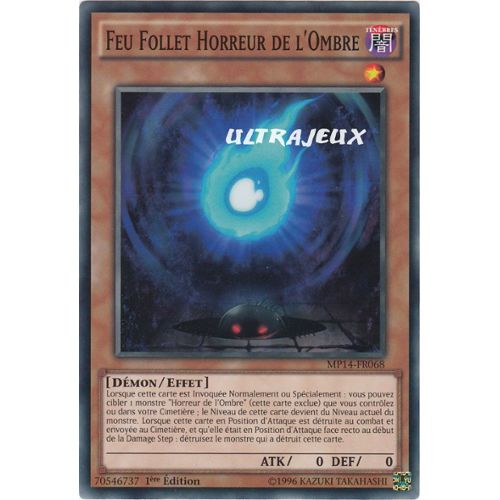 Feu Follet Horreur de l'Ombre
TÉNÈBRES
闇
ULTRAJEUX
MP14-FR068
[Démon/Effet]
Lorsque cette carte est Invoquée Normalement ou Spécialement : vous pouvez
cibler 1 monstre "Horreur de l'Ombre" (cette carte exclue) que vous contrôlez
ou dans votre Cimetière ; le Niveau de cette carte devient du Niveau actuel du
monstre. Lorsque cette carte en Position d'Attaque est détruite au combat et
envoyée au Cimetière, et qu'elle était en Position d'Attaque face recto au début
de la Damage Step : détruisez le monstre qui a détruit cette carte.
ATK/ 0 DEF/ 0
70546737 1ère Édition ©1996 KAZUKI TAKAHASHI